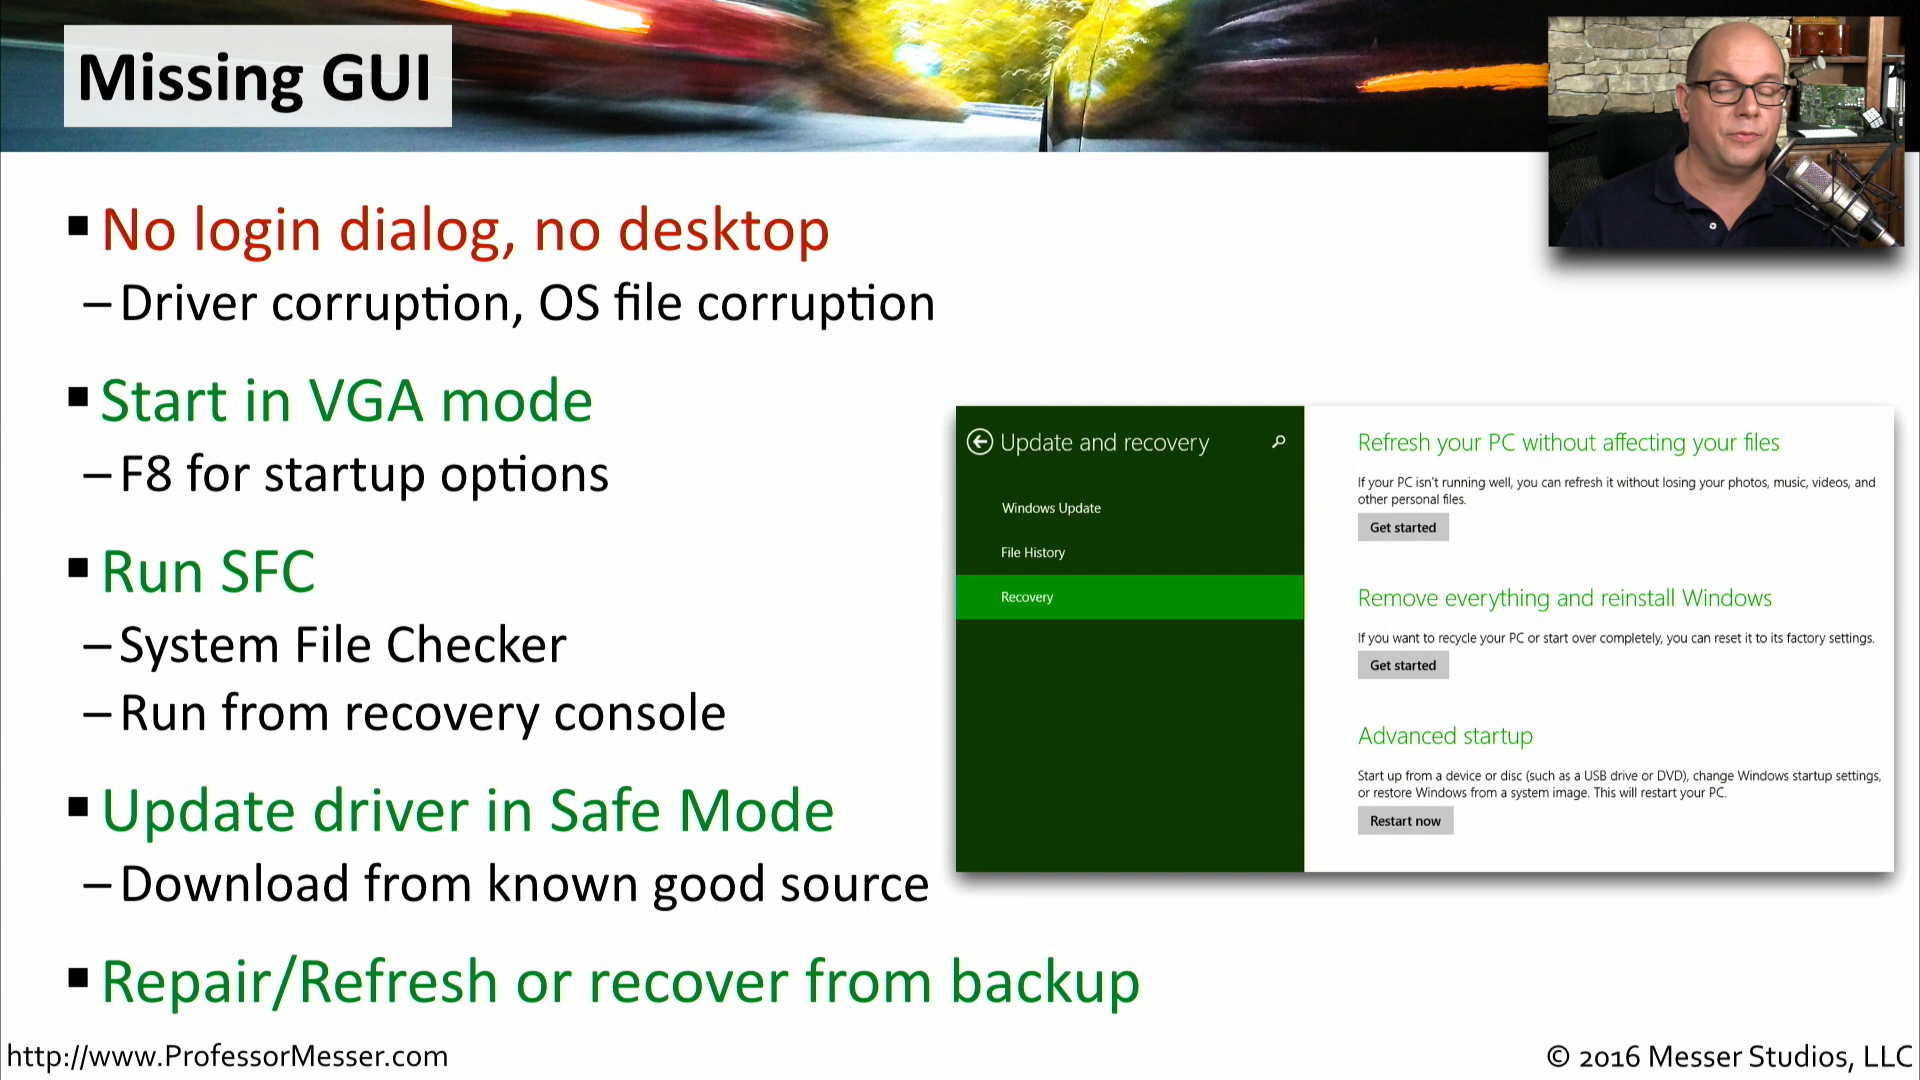 Missing GUI
▪ No login dialog, no desktop
– Driver corruption, OS file corruption
▪ Start in VGA mode
– F8 for startup options
▪ Run SFC
– System File Checker
– Run from recovery console
▪ Update driver in Safe Mode
– Download from known good source
▪ Repair/Refresh or recover from backup
Update and recovery
Windows Update
File History
Recovery
Refresh your PC without affecting your files
If your PC isn't running well, you can refresh it without losing your photos, music, videos, and
other personal files.
Get started
Remove everything and reinstall Windows
If you want to recycle your PC or start over completely, you can reset it to its factory settings.
Get started
Advanced startup
Start up from a device or disc (such as a USB drive or DVD), change Windows startup settings,
or restore Windows from a system image. This will restart your PC.
Restart now
http://www.ProfessorMesser.com
© 2016 Messer Studios, LLC